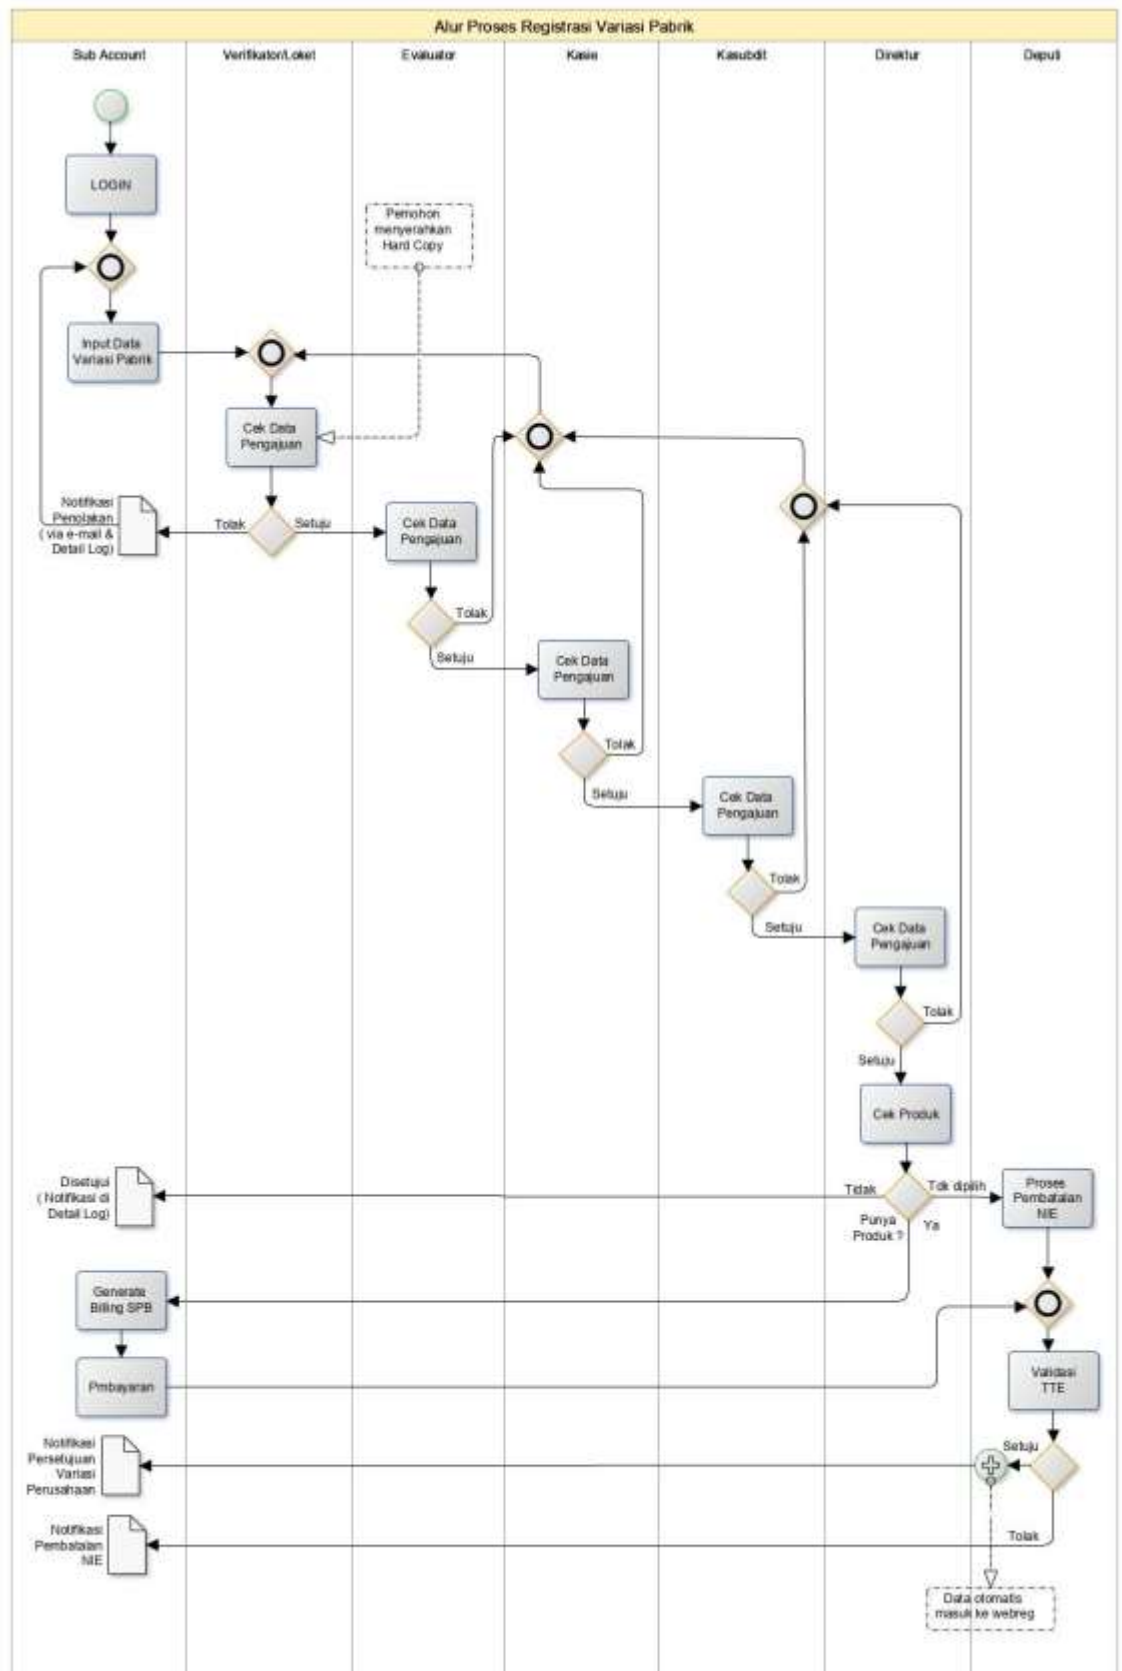 Alur Proses Registrasi Variasi Pabrik
Sub Account
Verifikator/Loket
Evaluator
Kasie
Kasubdit
Direktur
Deputi
LOGIN
Pemohon
menyerahkan
Hard Copy
Input Data
Variasi Pabrik
Cek Data
Pengajuan
Notifikasi
Penolakan
( via e-mail &
Detail Log)
Tolak
Setuju
Cek Data
Pengajuan
Tolak
Setuju
Cek Data
Pengajuan
Tolak
Setuju
Cek Data
Pengajuan
Tolak
Setuju
Cek Data
Pengajuan
Tolak
Setuju
Cek Produk
Disetujui
( Notifikasi di
Detail Log)
Tidak
Tdk dipilih
Punya
Produk ?
Ya
Proses
Pembatalan
NIE
Generate
Billing SPB
Pmbayaran
Validasi
TTE
Notifikasi
Persetujuan
Variasi
Perusahaan
Setuju
Notifikasi
Pembatalan
NIE
Tolak
Data otomatis
masuk ke webreg